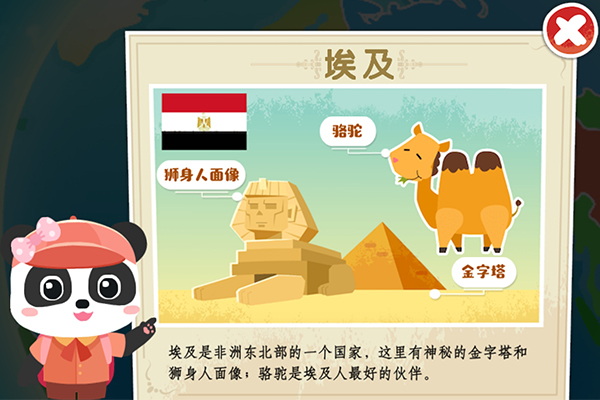 埃及
骆驼
狮身人面像
金字塔
埃及是非洲东北部的一个国家，这里有神秘的金字塔和
狮身人面像；骆驼是埃及人最好的伙伴。